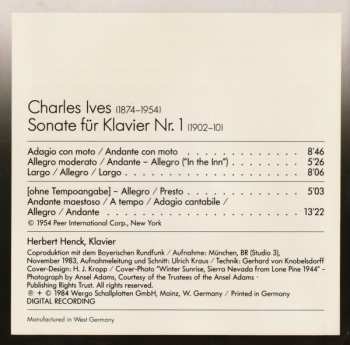 Charles Ives (1874–1954)
Sonate für Klavier Nr. 1 (1902–10)
Adagio con moto / Andante con moto 8'46
Allegro moderato / Andante – Allegro ("In the Inn") 5'26
Largo / Allegro / Largo 8'06
[ohne Tempoangabe] – Allegro / Presto 5'03
Andante maestoso / A tempo / Adagio cantabile /
Allegro / Andante 13'22
© 1954 Peer International Corp., New York
Herbert Henck, Klavier
Coproduktion mit dem Bayerischen Rundfunk / Aufnahme: München, BR (Studio 3),
November 1983, Aufnahmeleitung und Schnitt: Ulrich Kraus / Technik: Gerhard von Knobelsdorff
Cover-Design: H. J. Kropp / Cover-Photo "Winter Sunrise, Sierra Nevada from Lone Pine 1944" –
Photograph by Ansel Adams, Courtesy of the Trustees of the Ansel Adams
Publishing Rights Trust. All rights reserved.
℗ + © 1984 Wergo Schallplatten GmbH, Mainz, W. Germany / Printed in Germany
DIGITAL RECORDING
Manufactured in West Germany